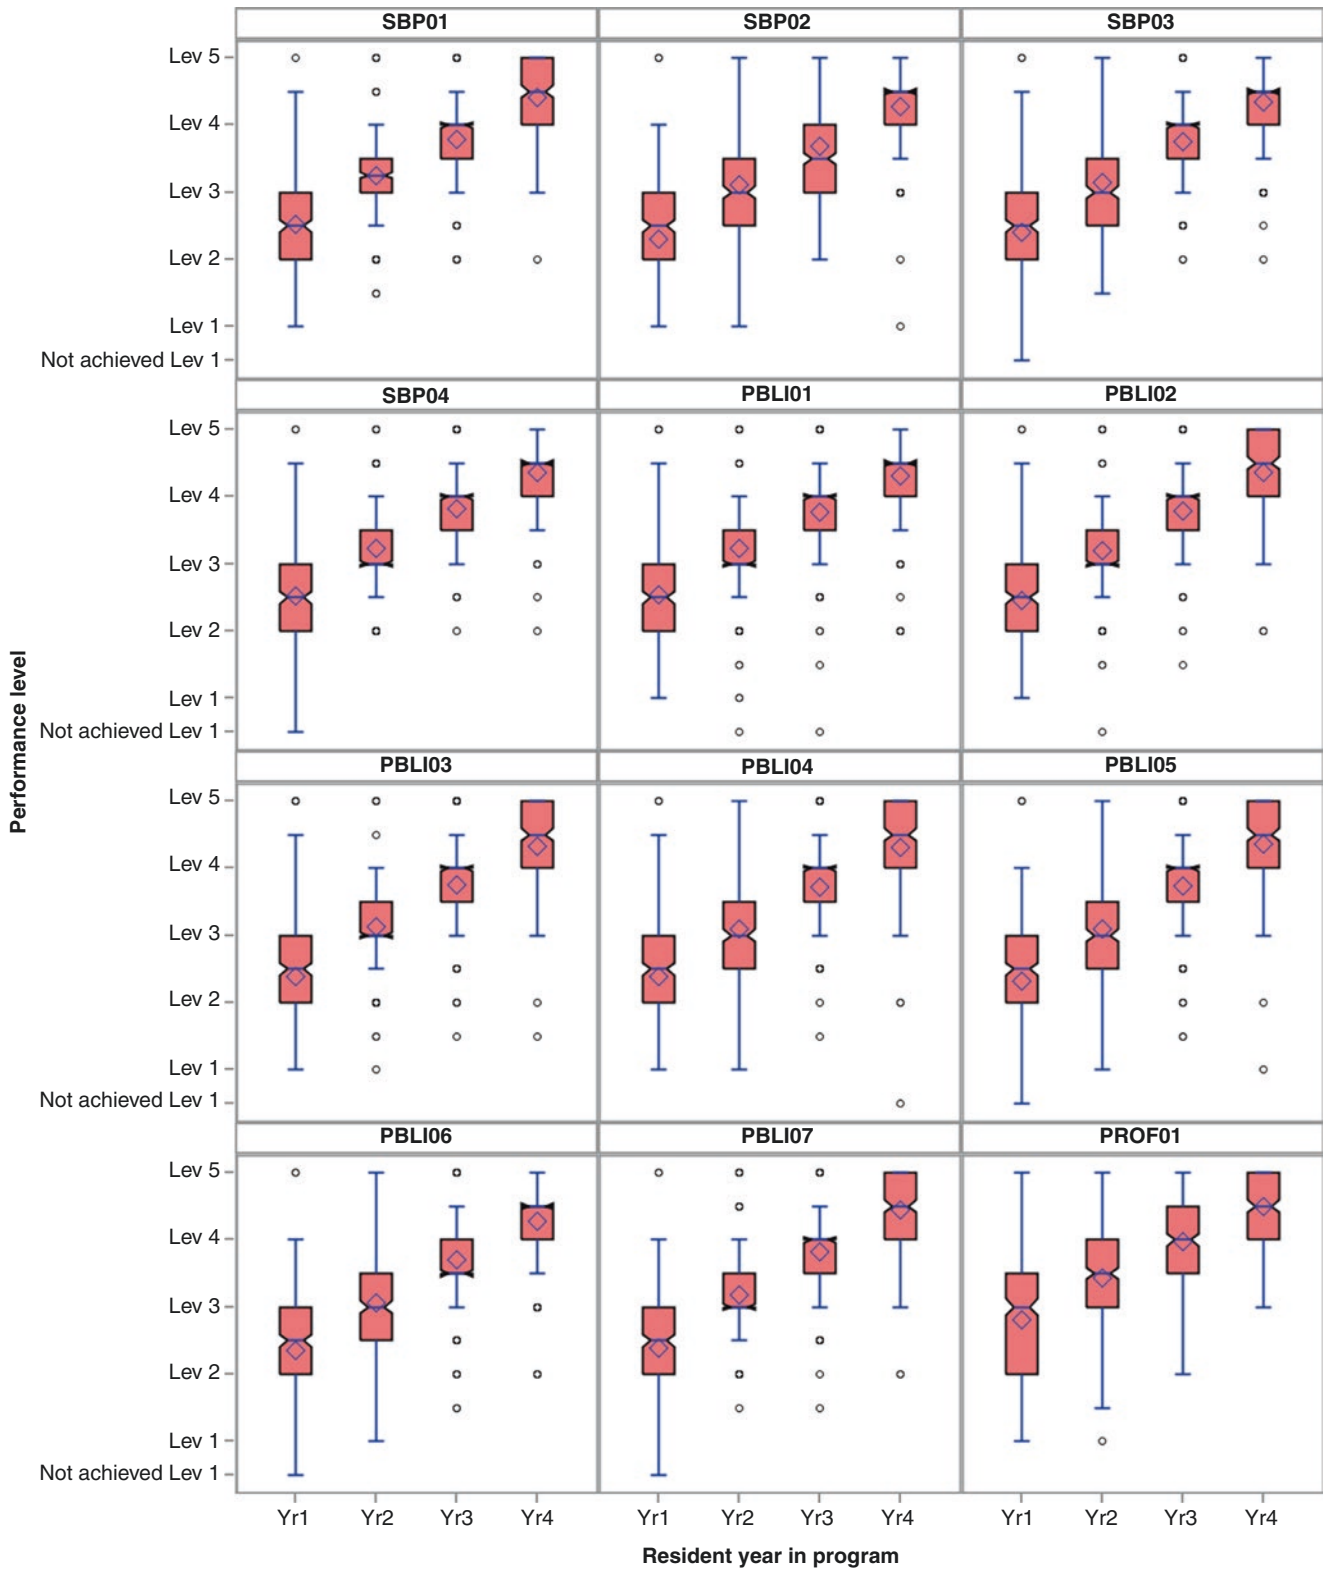 SBP01 SBP02 SBP03
Lev 5
Lev 4
Lev 3
Lev 2
Lev 1
Not achieved Lev 1
SBP04 PBLI01 PBLI02
Lev 5
Lev 4
Lev 3
Lev 2
Lev 1
Not achieved Lev 1
PBLI03 PBLI04 PBLI05
Lev 5
Lev 4
Lev 3
Lev 2
Lev 1
Not achieved Lev 1
PBLI06 PBLI07 PROF01
Lev 5
Lev 4
Lev 3
Lev 2
Lev 1
Not achieved Lev 1
Performance level
Yr1 Yr2 Yr3 Yr4 Yr1 Yr2 Yr3 Yr4 Yr1 Yr2 Yr3 Yr4
Resident year in program